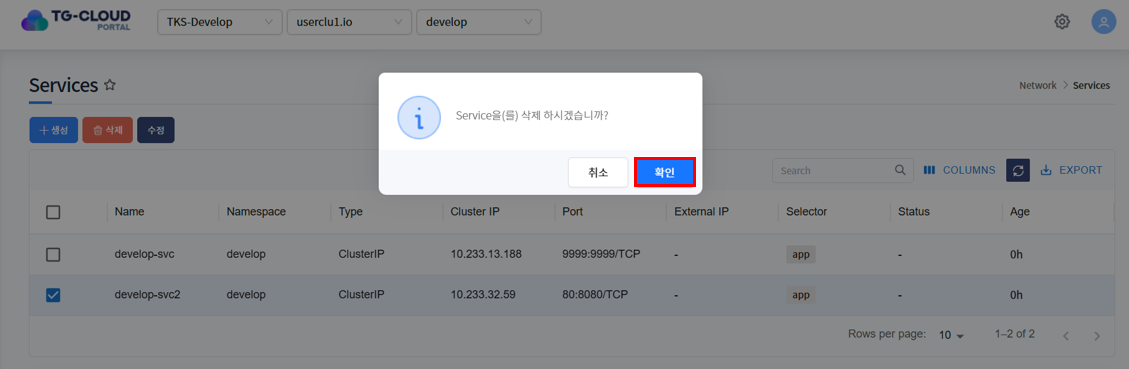 TG-CLOUD
PORTAL
TKS-Develop
userclu1.io
develop
Services
Network > Services
Service을(를) 삭제 하시겠습니까?
취소
확인
+ 생성
삭제
수정
Search
COLUMNS
EXPORT
Name Namespace Type Cluster IP Port External IP Selector Status Age
develop-svc develop ClusterIP 10.233.13.188 9999:9999/TCP - app - 0h
develop-svc2 develop ClusterIP 10.233.32.59 80:8080/TCP - app - 0h
Rows per page: 10 1–2 of 2